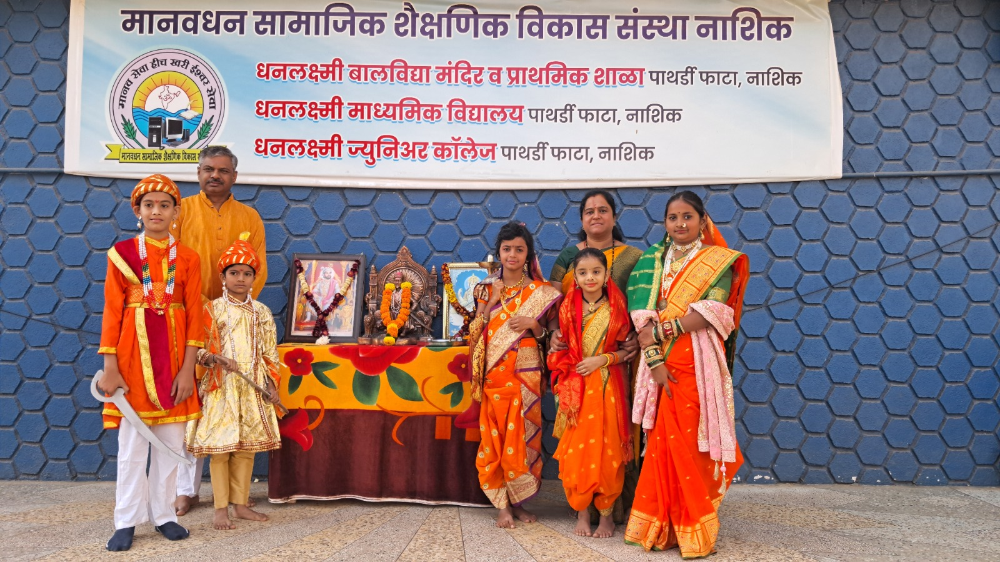 मानवधन सामाजिक शैक्षणिक विकास संस्था नाशिक
मानव सेवा हीच खरी ईश्वर सेवा
ॐ
मानवधन सामाजिक शैक्षणिक विकास
धनलक्ष्मी बालविद्या मंदिर व प्राथमिक शाळा पाथर्डी फाटा, नाशिक
धनलक्ष्मी माध्यमिक विद्यालय पाथर्डी फाटा, नाशिक
धनलक्ष्मी ज्युनिअर कॉलेज पाथर्डी फाटा, नाशिक